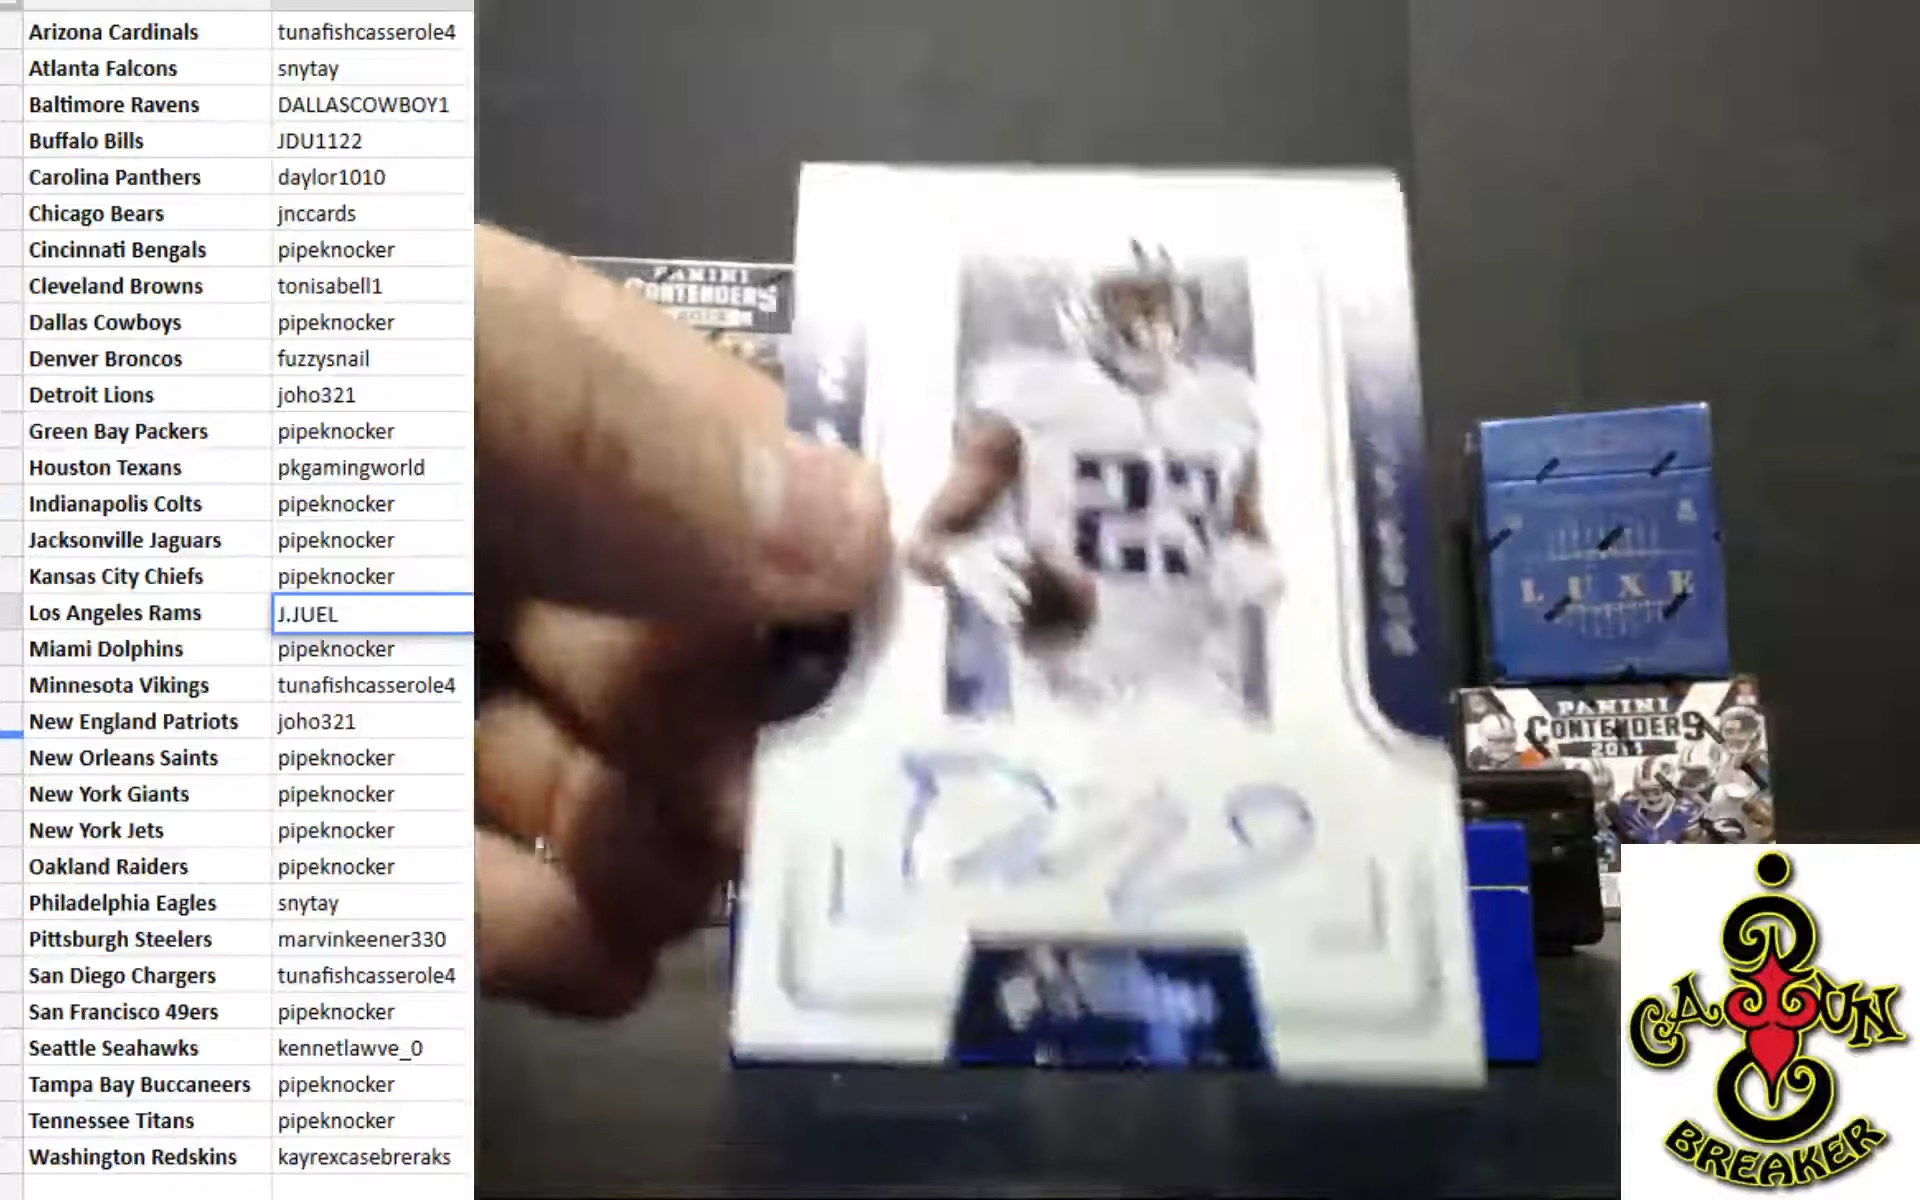 Arizona Cardinals tunafishcasserole4
Atlanta Falcons snytay
Baltimore Ravens DALLASCOWBOY1
Buffalo Bills JDU1122
Carolina Panthers daylor1010
Chicago Bears jnccards
Cincinnati Bengals pipeknocker
Cleveland Browns tonisabell1
Dallas Cowboys pipeknocker
Denver Broncos fuzzysnail
Detroit Lions joho321
Green Bay Packers pipeknocker
Houston Texans pkgamingworld
Indianapolis Colts pipeknocker
Jacksonville Jaguars pipeknocker
Kansas City Chiefs pipeknocker
Los Angeles Rams J.JUEL
Miami Dolphins pipeknocker
Minnesota Vikings tunafishcasserole4
New England Patriots joho321
New Orleans Saints pipeknocker
New York Giants pipeknocker
New York Jets pipeknocker
Oakland Raiders pipeknocker
Philadelphia Eagles snytay
Pittsburgh Steelers marvinkeener330
San Diego Chargers tunafishcasserole4
San Francisco 49ers pipeknocker
Seattle Seahawks kennetlawve_0
Tampa Bay Buccaneers pipeknocker
Tennessee Titans pipeknocker
Washington Redskins kayrexcasebreraks
PANINI
CONTENDERS
23
LUXE
PANINI
CONTENDERS
CAJUN
BREAKER